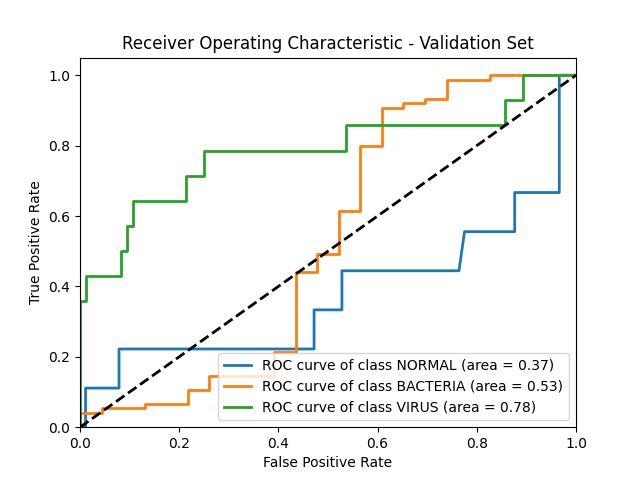 Receiver Operating Characteristic - Validation Set
True Positive Rate
1.0
0.8
0.6
0.4
0.2
0.0
ROC curve of class NORMAL (area = 0.37)
ROC curve of class BACTERIA (area = 0.53)
ROC curve of class VIRUS (area = 0.78)
0.0 0.2 0.4 0.6 0.8 1.0
False Positive Rate